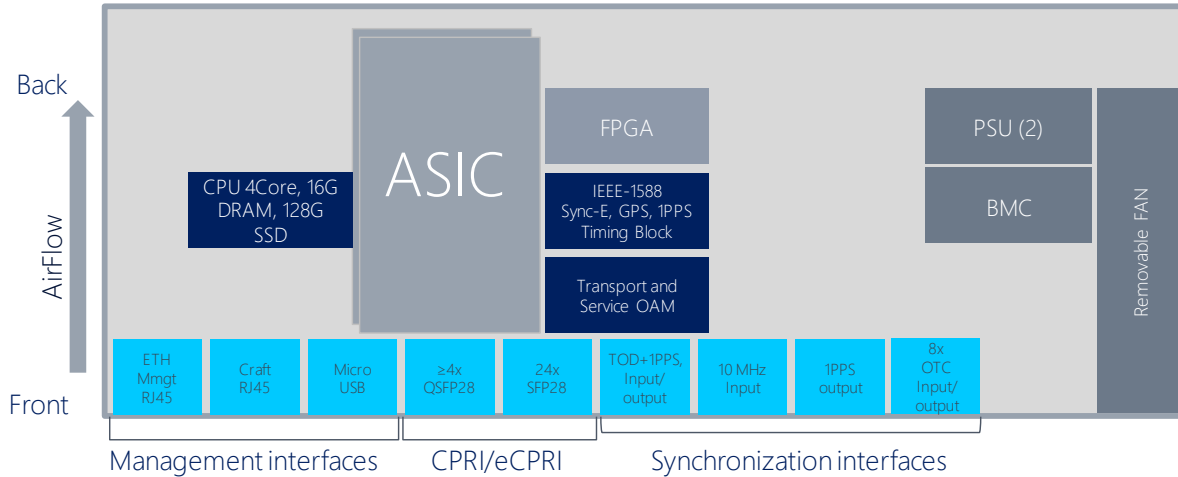 Back
AirFlow
Front
CPU 4Core, 16G
DRAM, 128G
SSD
ASIC
FPGA
IEEE-1588
Sync-E, GPS, 1PPS
Timing Block
Transport and
Service OAM
PSU (2)
BMC
Removable FAN
ETH
Mmgt
RJ45
Craft
RJ45
Micro
USB
≥4x
QSFP28
24x
SFP28
TOD+1PPS,
Input/
output
10 MHz
Input
1PPS
output
8x
OTC
Input/
output
Management interfaces
CPRI/eCPRI
Synchronization interfaces